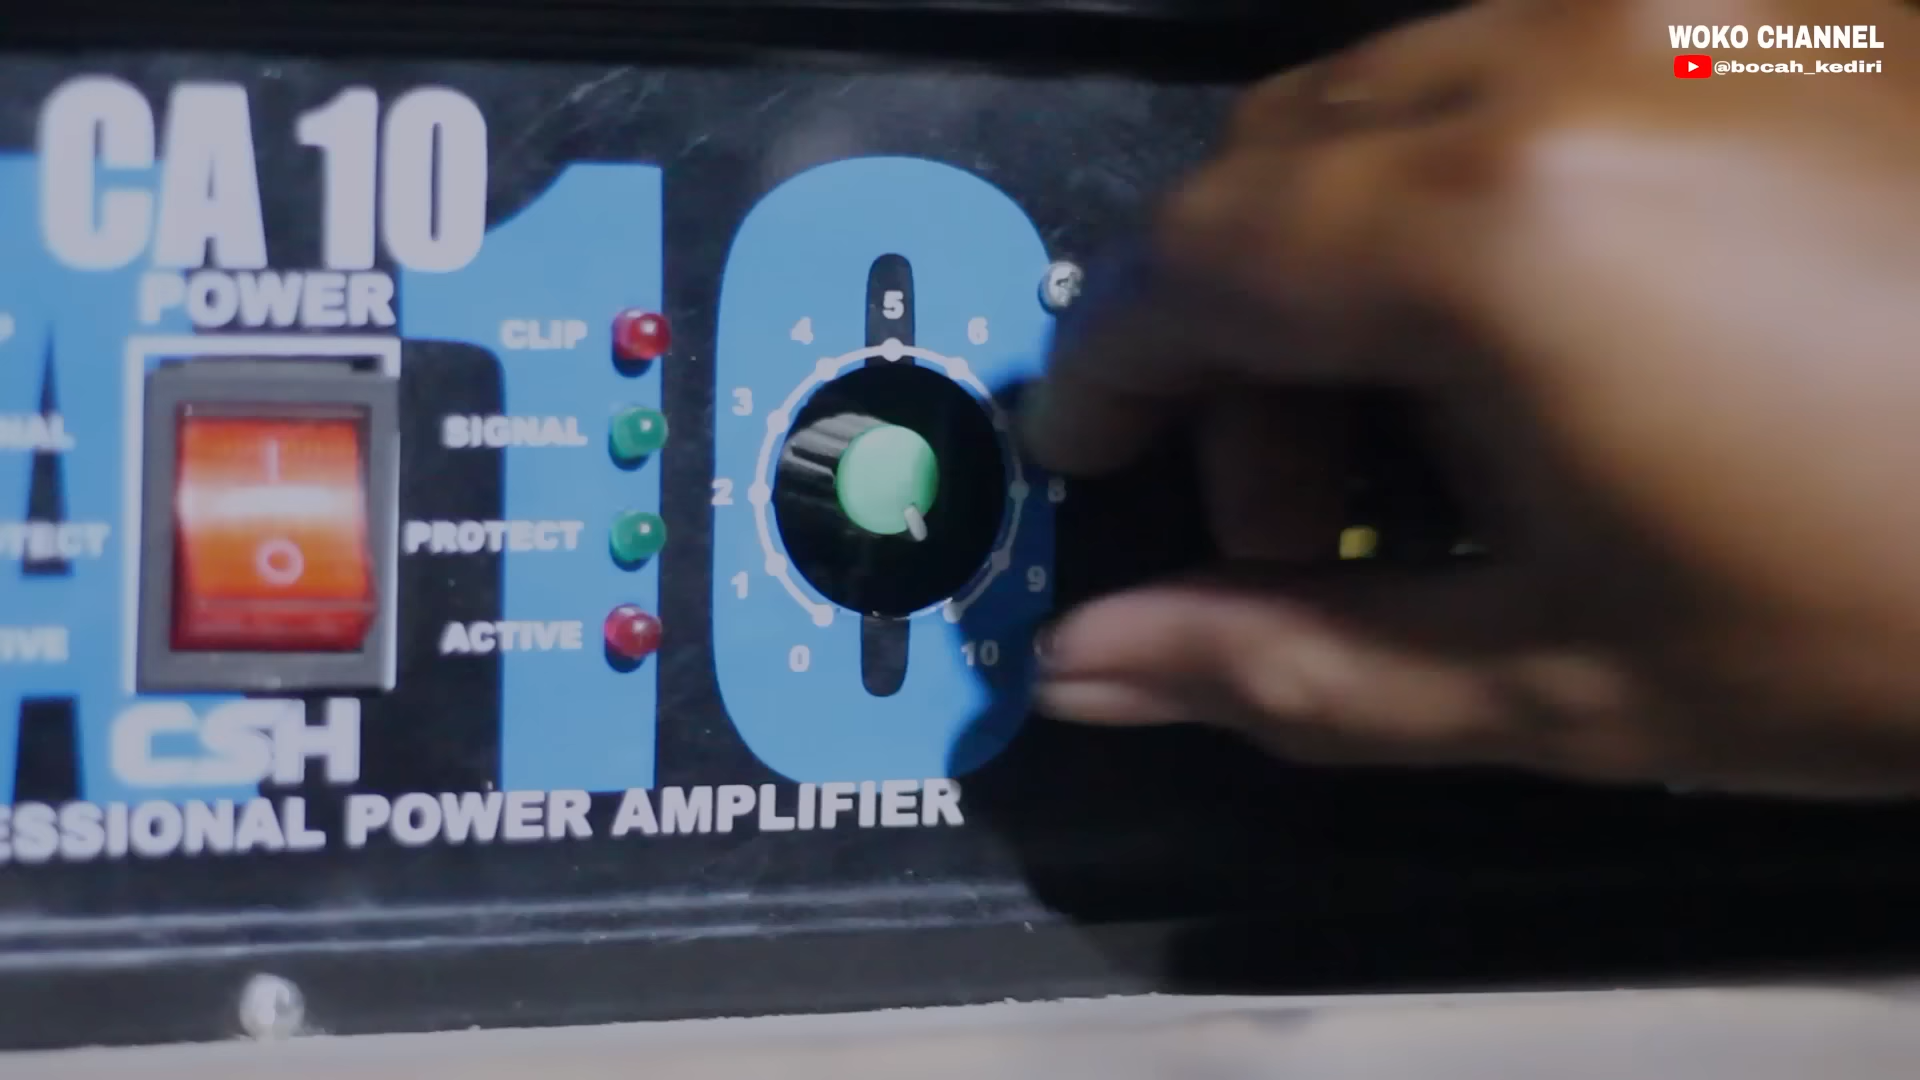 WOKO CHANNEL
@bocah_kediri
CA 10
POWER
CLIP
SIGNAL
PROTECT
ACTIVE
I
O
0
1
2
3
4
5
6
8
9
10
CSH
POWER AMPLIFIER